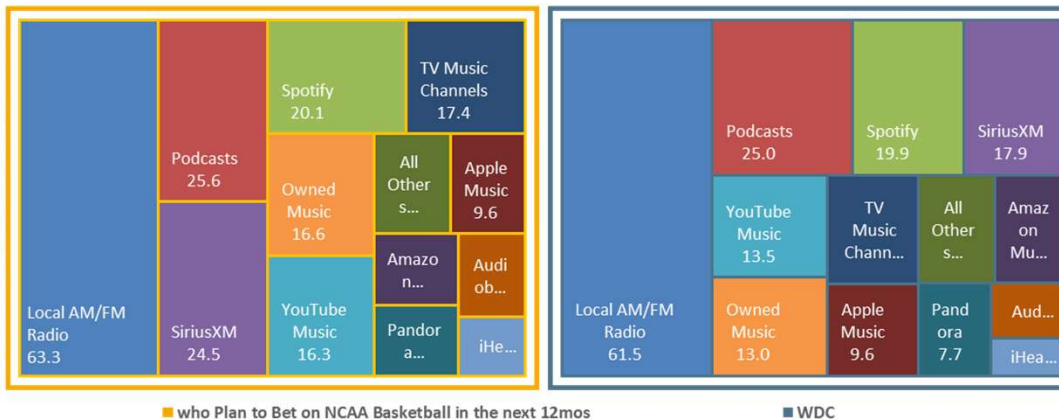 Local AM/FM
Radio
63.3
Podcasts
25.6
SiriusXM
24.5
Spotify
20.1
TV Music
Channels
17.4
Owned
Music
16.6
YouTube
Music
16.3
All
Other
s...
Apple
Music
9.6
Amazo
n...
Audi
ob...
Pandor
a...
iHe...
Local AM/FM
Radio
61.5
Podcasts
25.0
Spotify
19.9
SiriusXM
17.9
YouTube
Music
13.5
Owned
Music
13.0
TV
Music
Chann...
All
Other
s...
Amaz
on
Mu...
Apple
Music
9.6
Pand
ora
7.7
Aud...
iHea...
who Plan to Bet on NCAA Basketball in the next 12mos
WDC